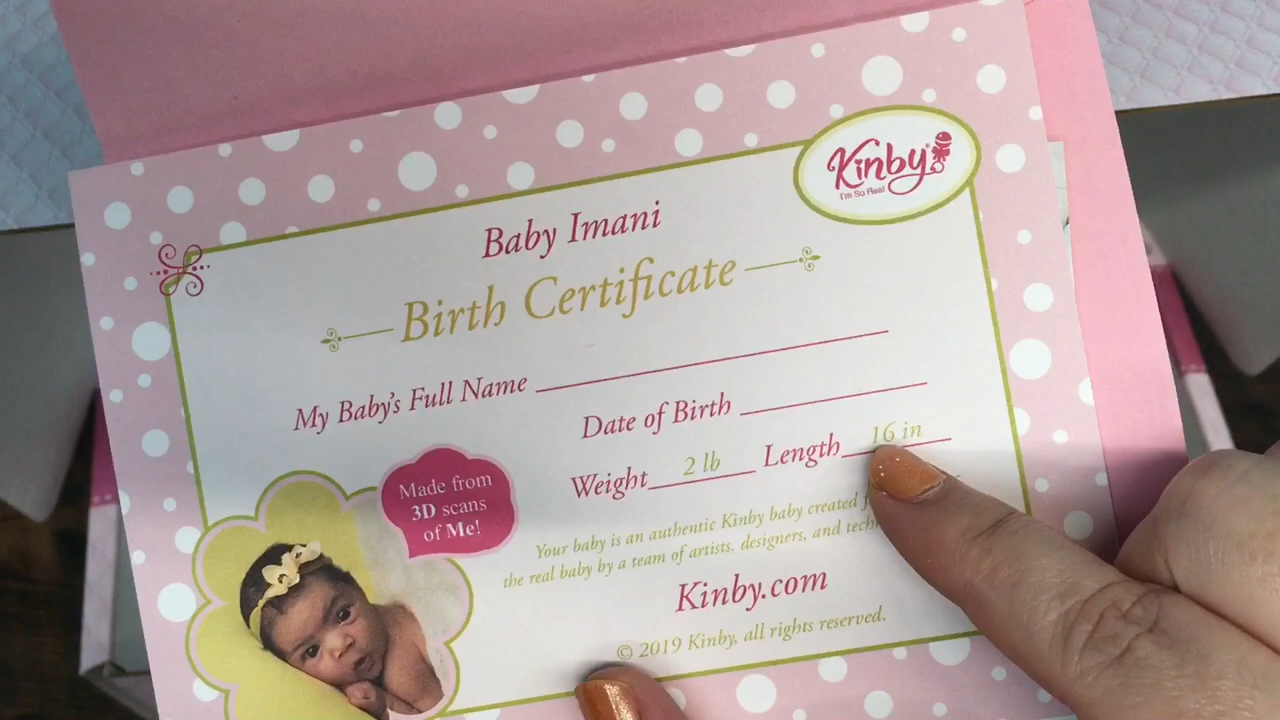 Kinby®
I'm So Real
Baby Imani
Birth Certificate
My Baby's Full Name
Date of Birth
Weight 2 lb Length 16 in
Made from
3D scans
of Me!
Your baby is an authentic Kinby baby created
the real baby by a team of artists, designers, and
Kinby.com
© 2019 Kinby, all rights reserved.